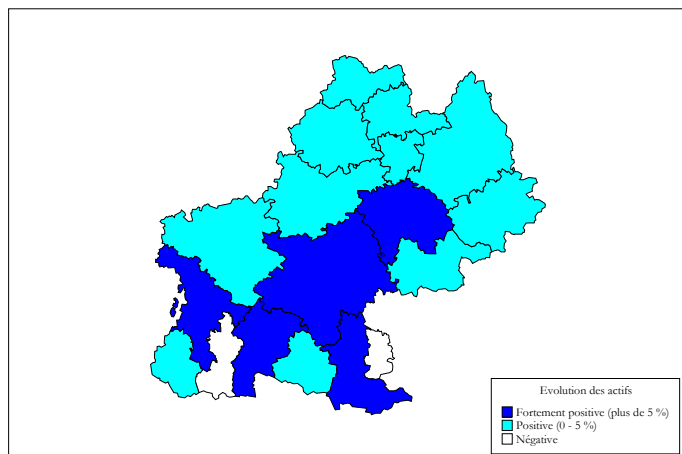 Evolution des actifs
Fortement positive (plus de 5 %)
Positive (0 - 5 %)
Négative